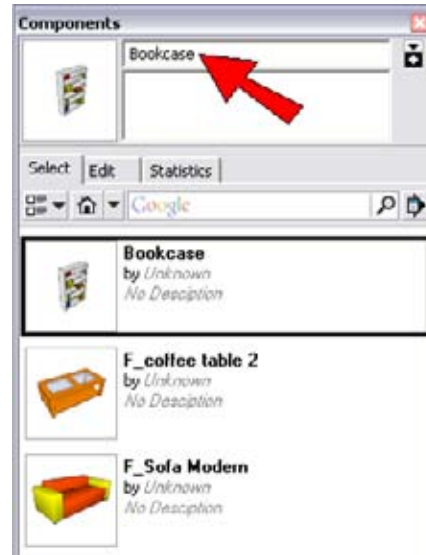 Components
Bookcase
Select Edit Statistics
Google
Bookcase
by Unknown
No Desciption
F_coffee table 2
by Unknown
No Desciption
F_Sofa Modern
by Unknown
No Desciption